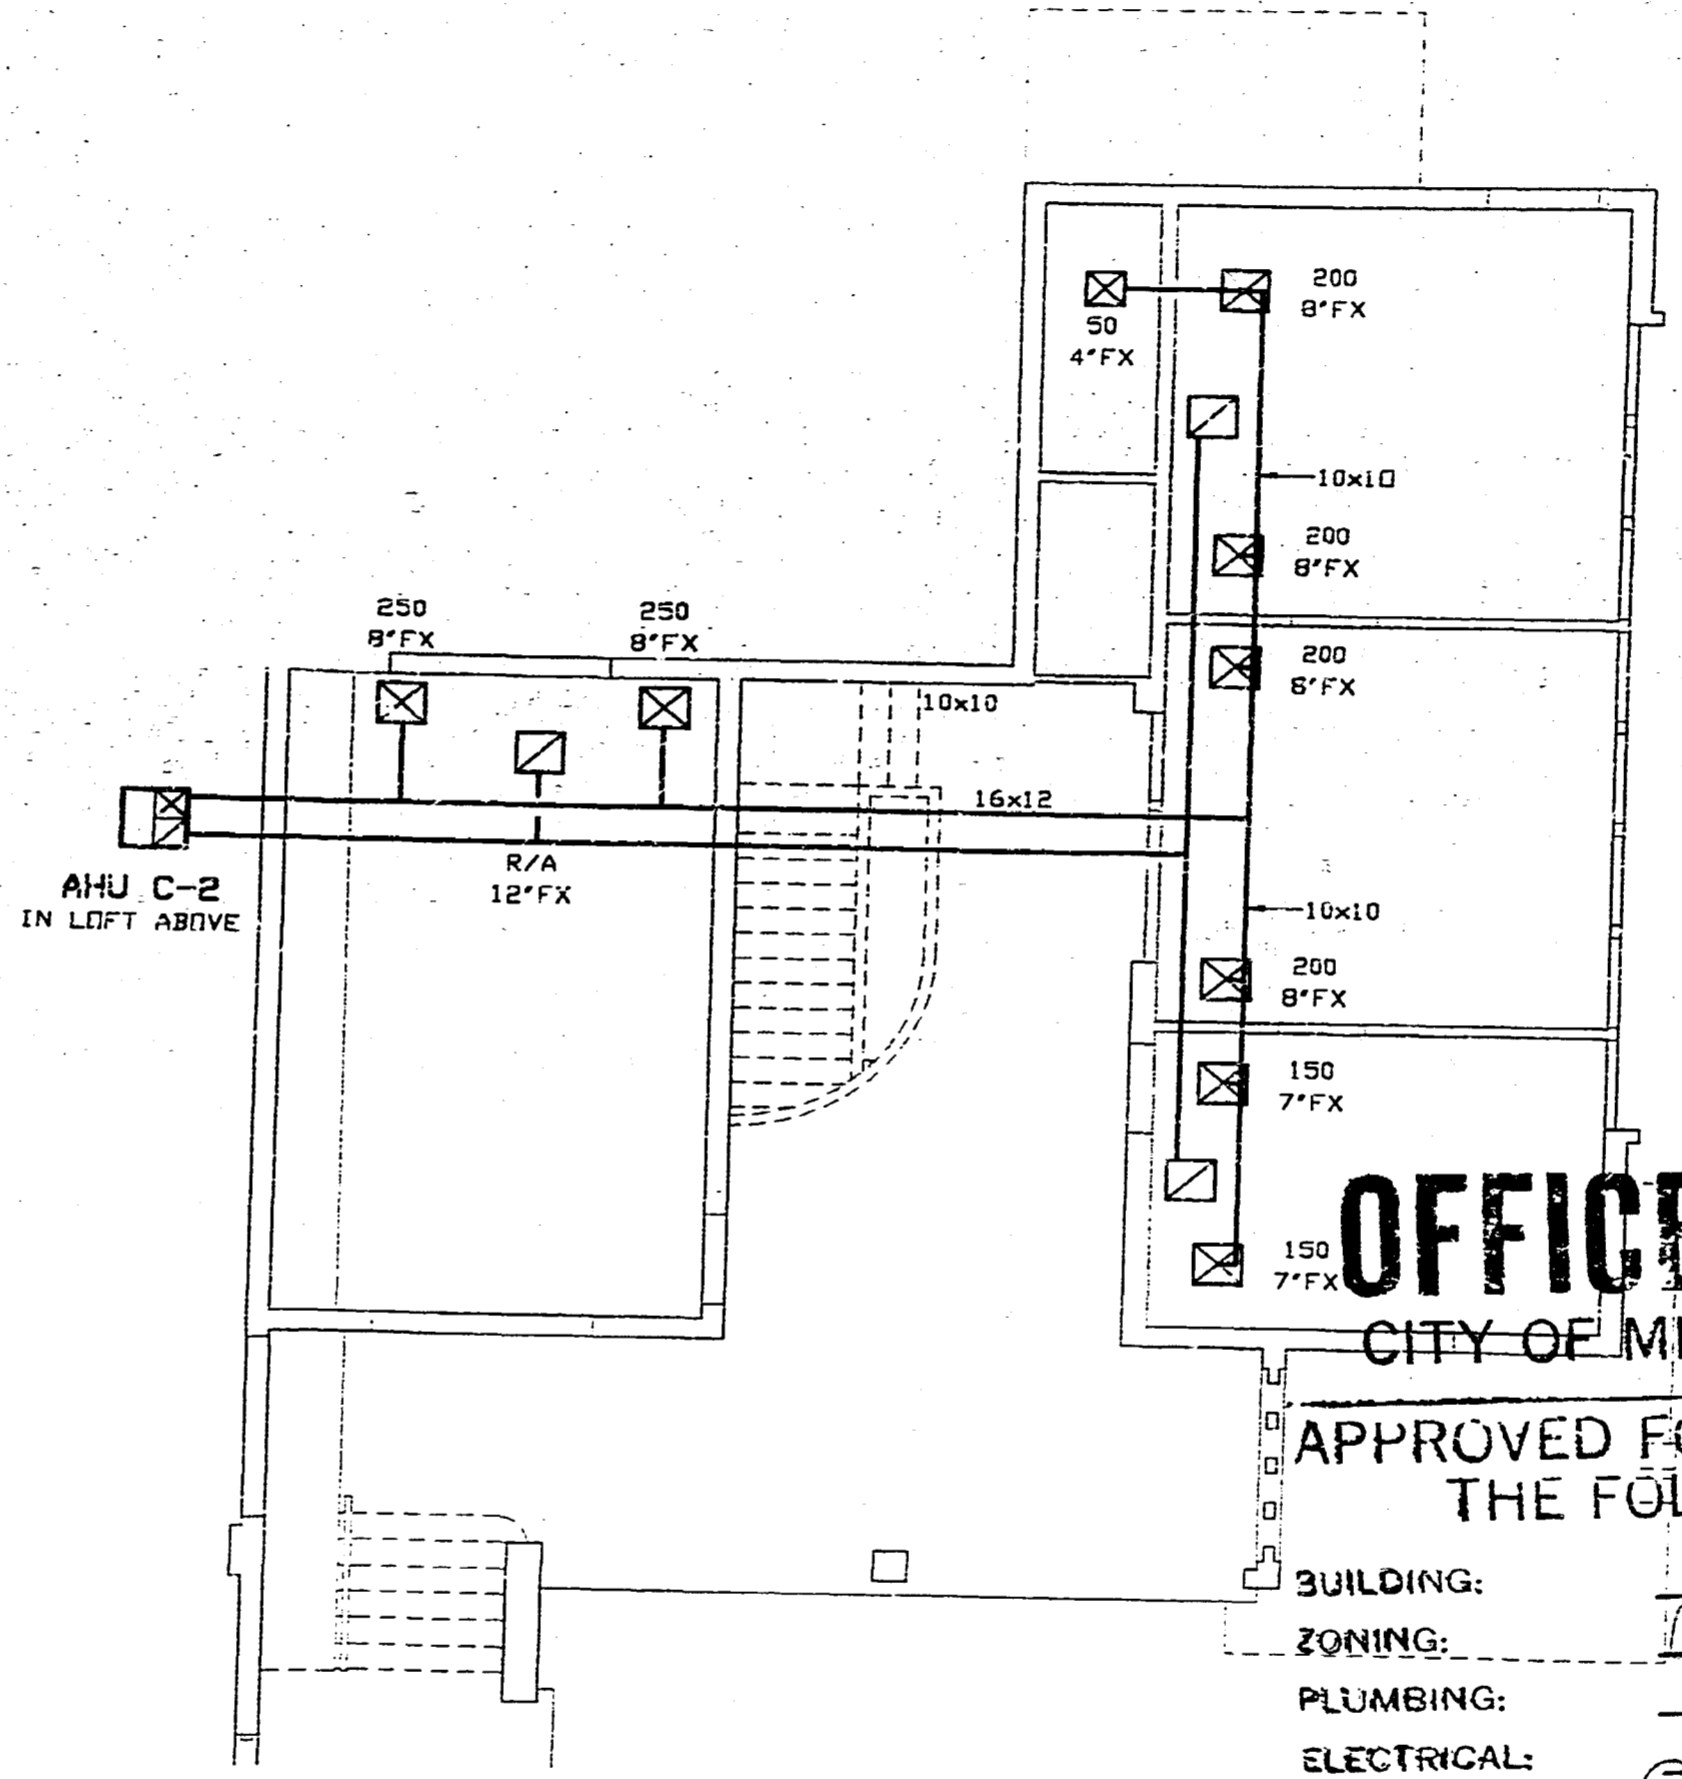 200
8"FX
50
4"FX
10x10
200
8"FX
250
8"FX
250
8"FX
200
8"FX
10x10
16x12
R/A
12"FX
AHU C-2
IN LOFT ABOVE
10x10
200
8"FX
150
7"FX
150
7"FX
OFFIC
CITY OF MI
APPROVED FO
THE FOL
BUILDING:
ZONING:
PLUMBING:
ELECTRICAL: